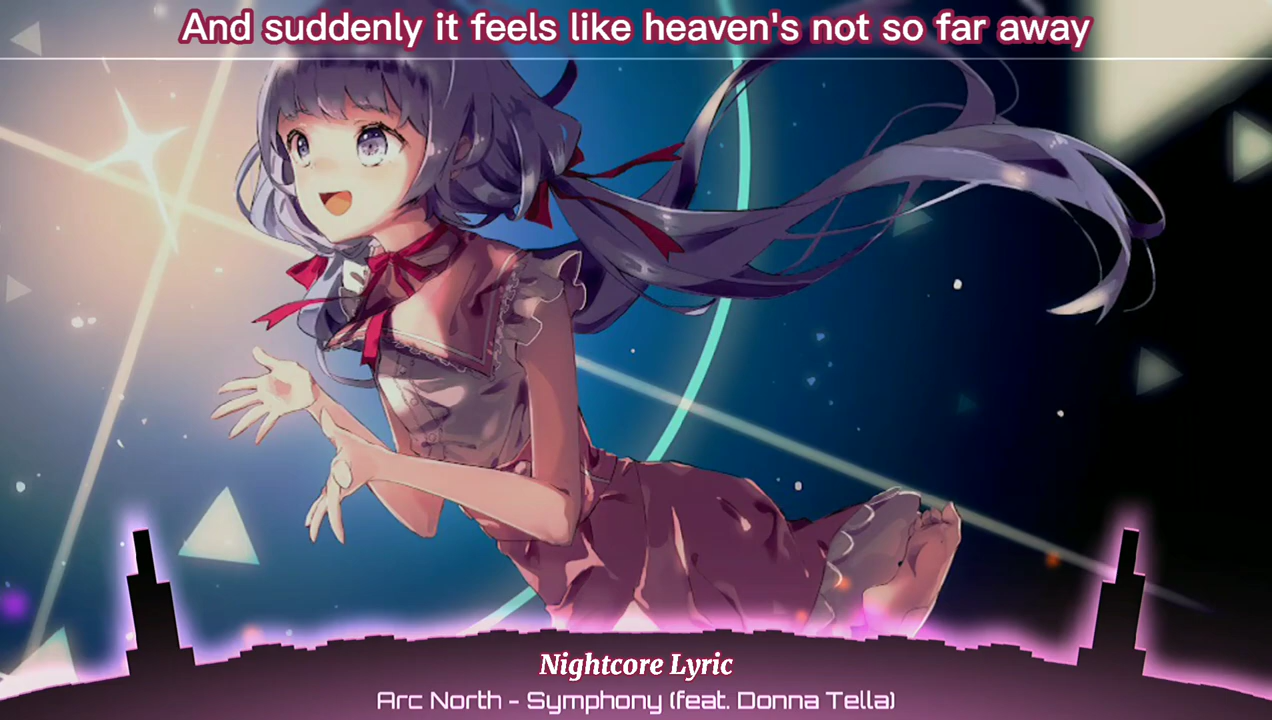 And suddenly it feels like heaven's not so far away
Nightcore Lyric
Arc North - Symphony (feat. Donna Tella)